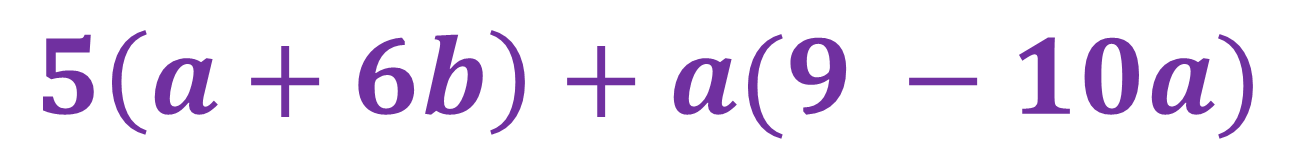 5(a + 6b) + a(9 − 10a)